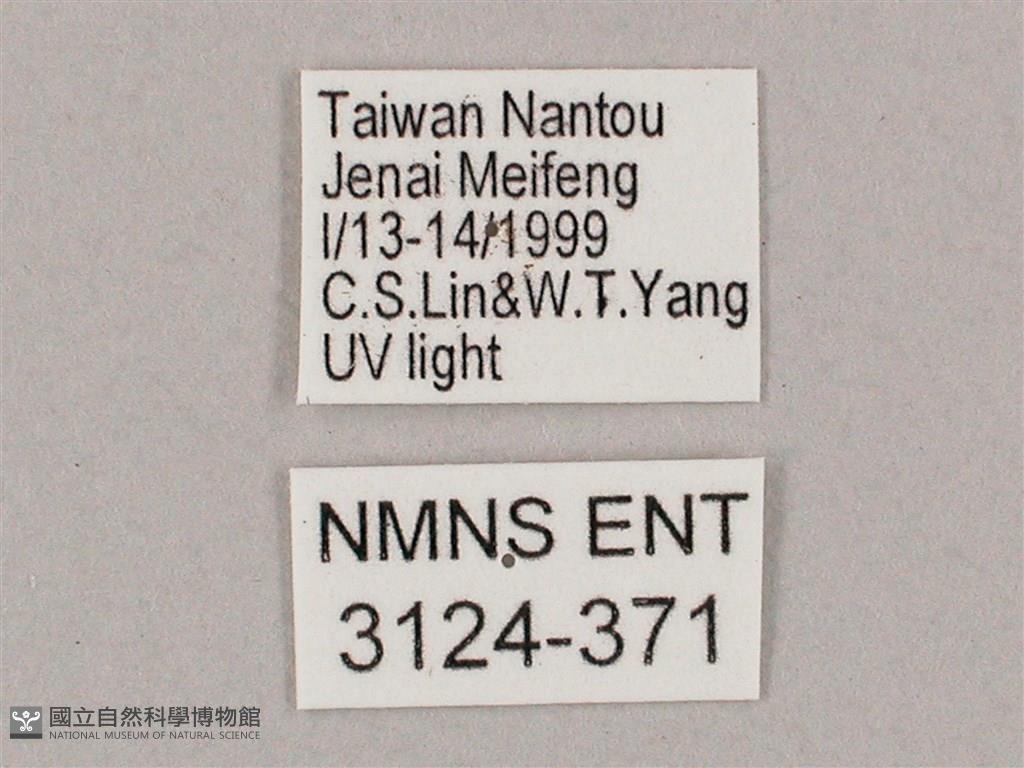 Taiwan Nantou
Jenai Meifeng
I/13-14/1999
C.S.Lin&W.T.Yang
UV light
NMNS ENT
3124-371
國立自然科學博物館
NATIONAL MUSEUM OF NATURAL SCIENCE